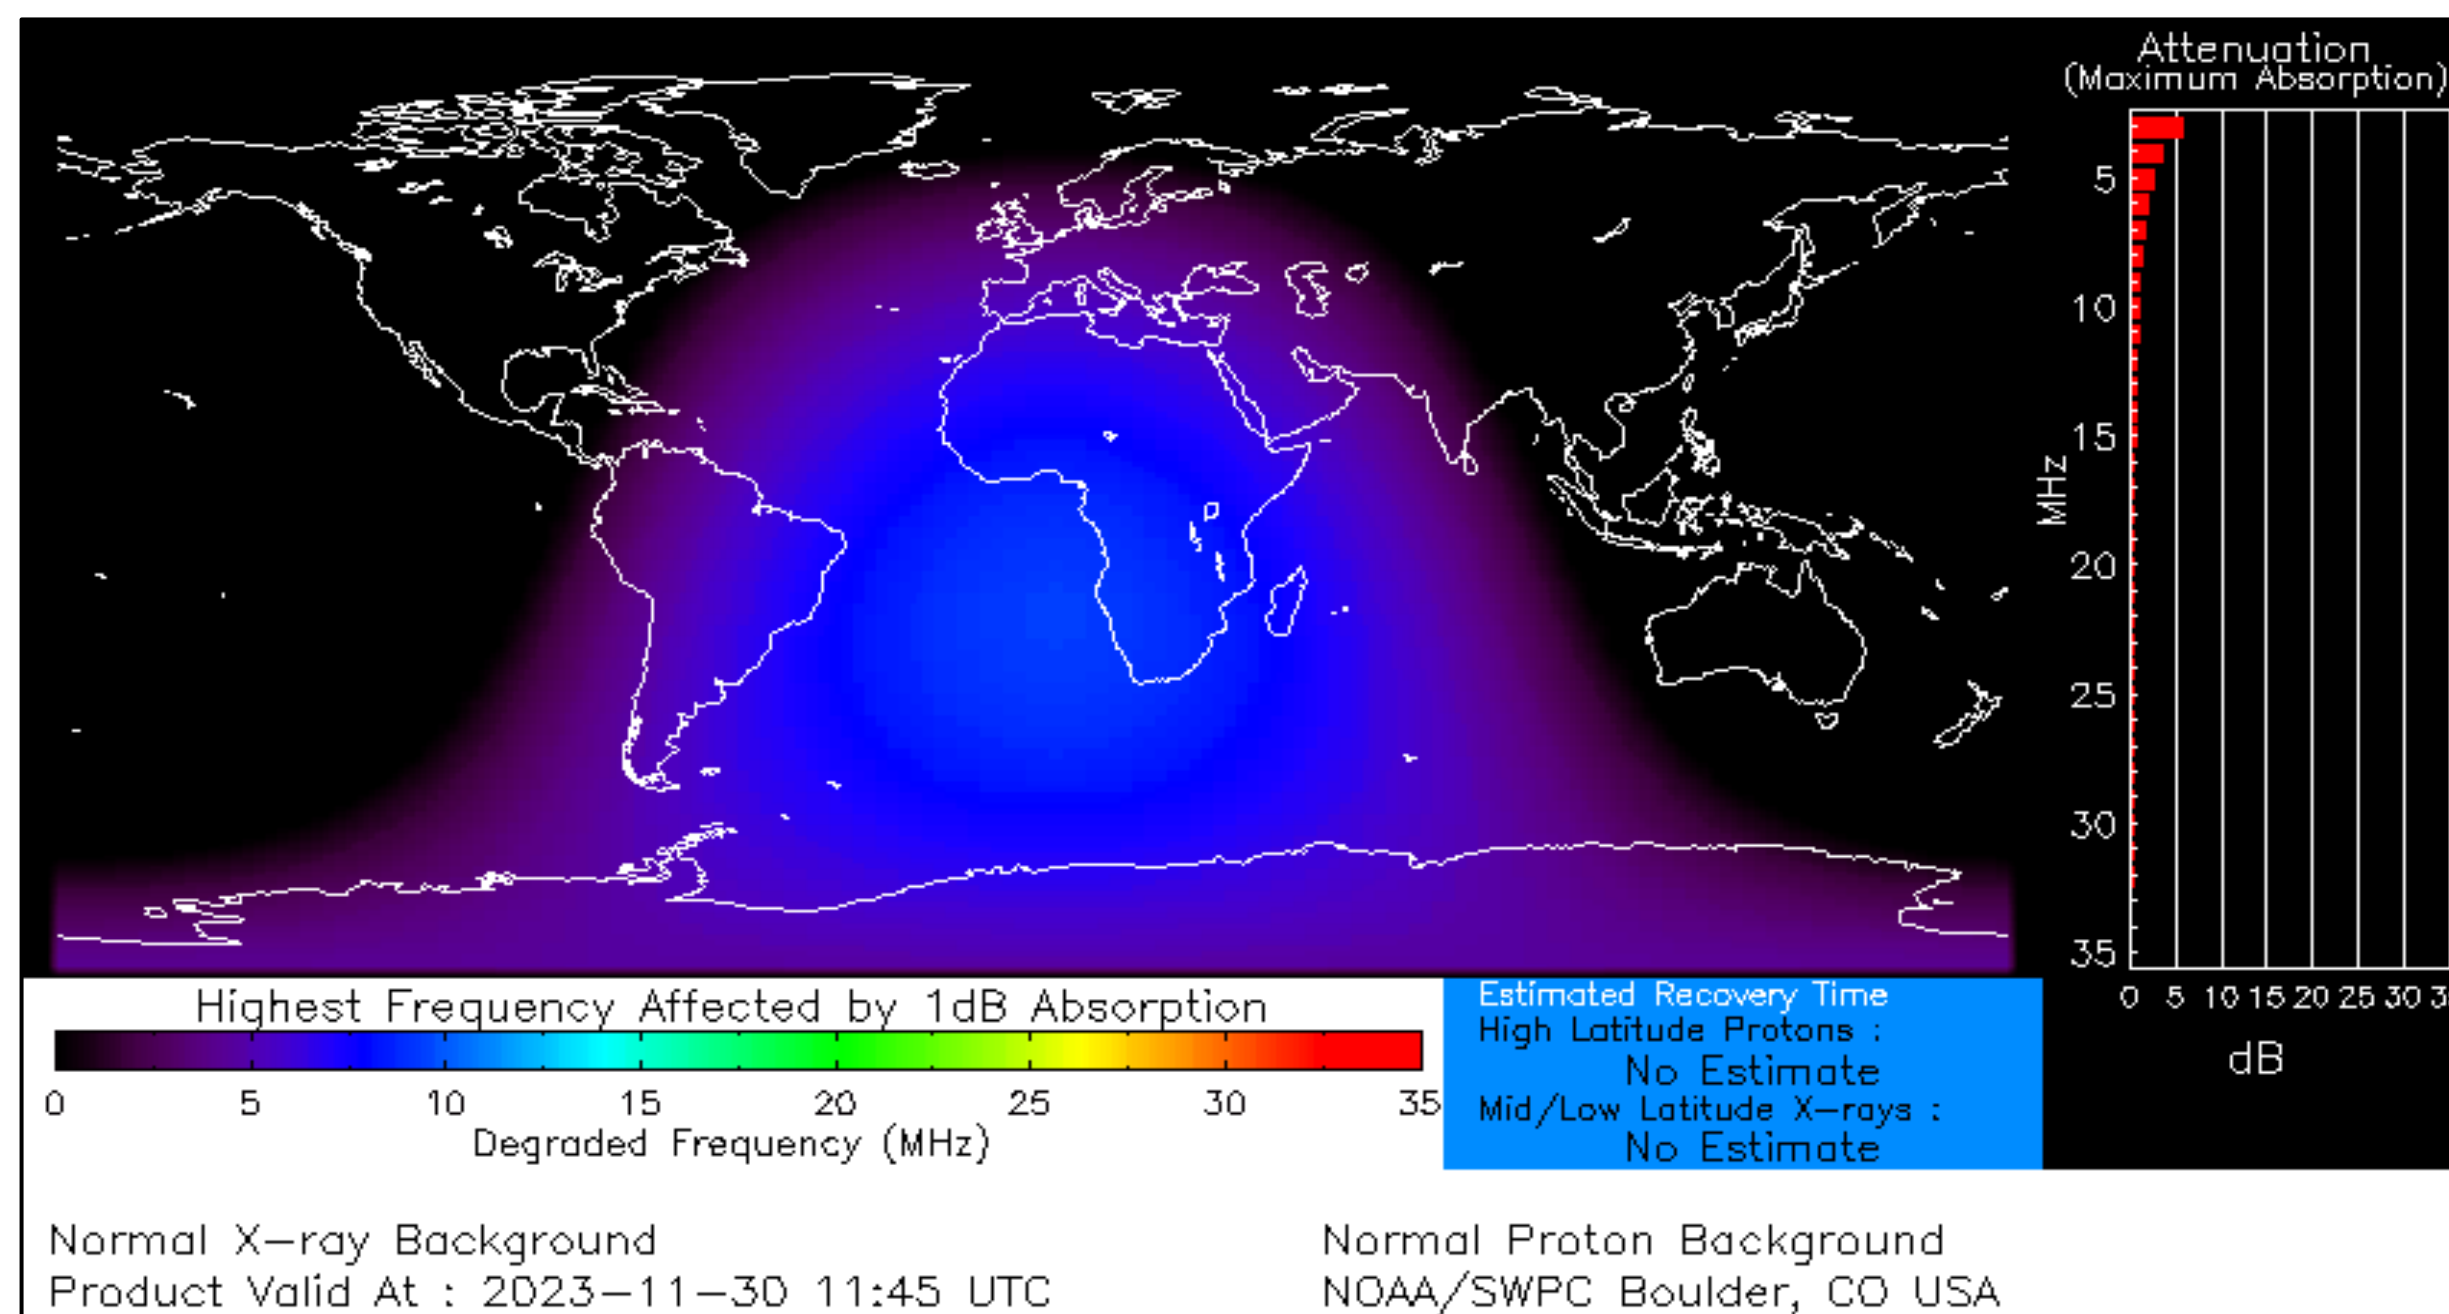 Attenuation
(Maximum Absorption)
5
10
15
20
25
30
35
MHz
0 5 10 15 20 25 30
dB
Highest Frequency Affected by 1dB Absorption
0 5 10 15 20 25 30 35
Degraded Frequency (MHz)
Estimated Recovery Time
High Latitude Protons :
No Estimate
Mid/Low Latitude X-rays :
No Estimate
Normal X-ray Background
Product Valid At : 2023-11-30 11:45 UTC
Normal Proton Background
NOAA/SWPC Boulder, CO USA